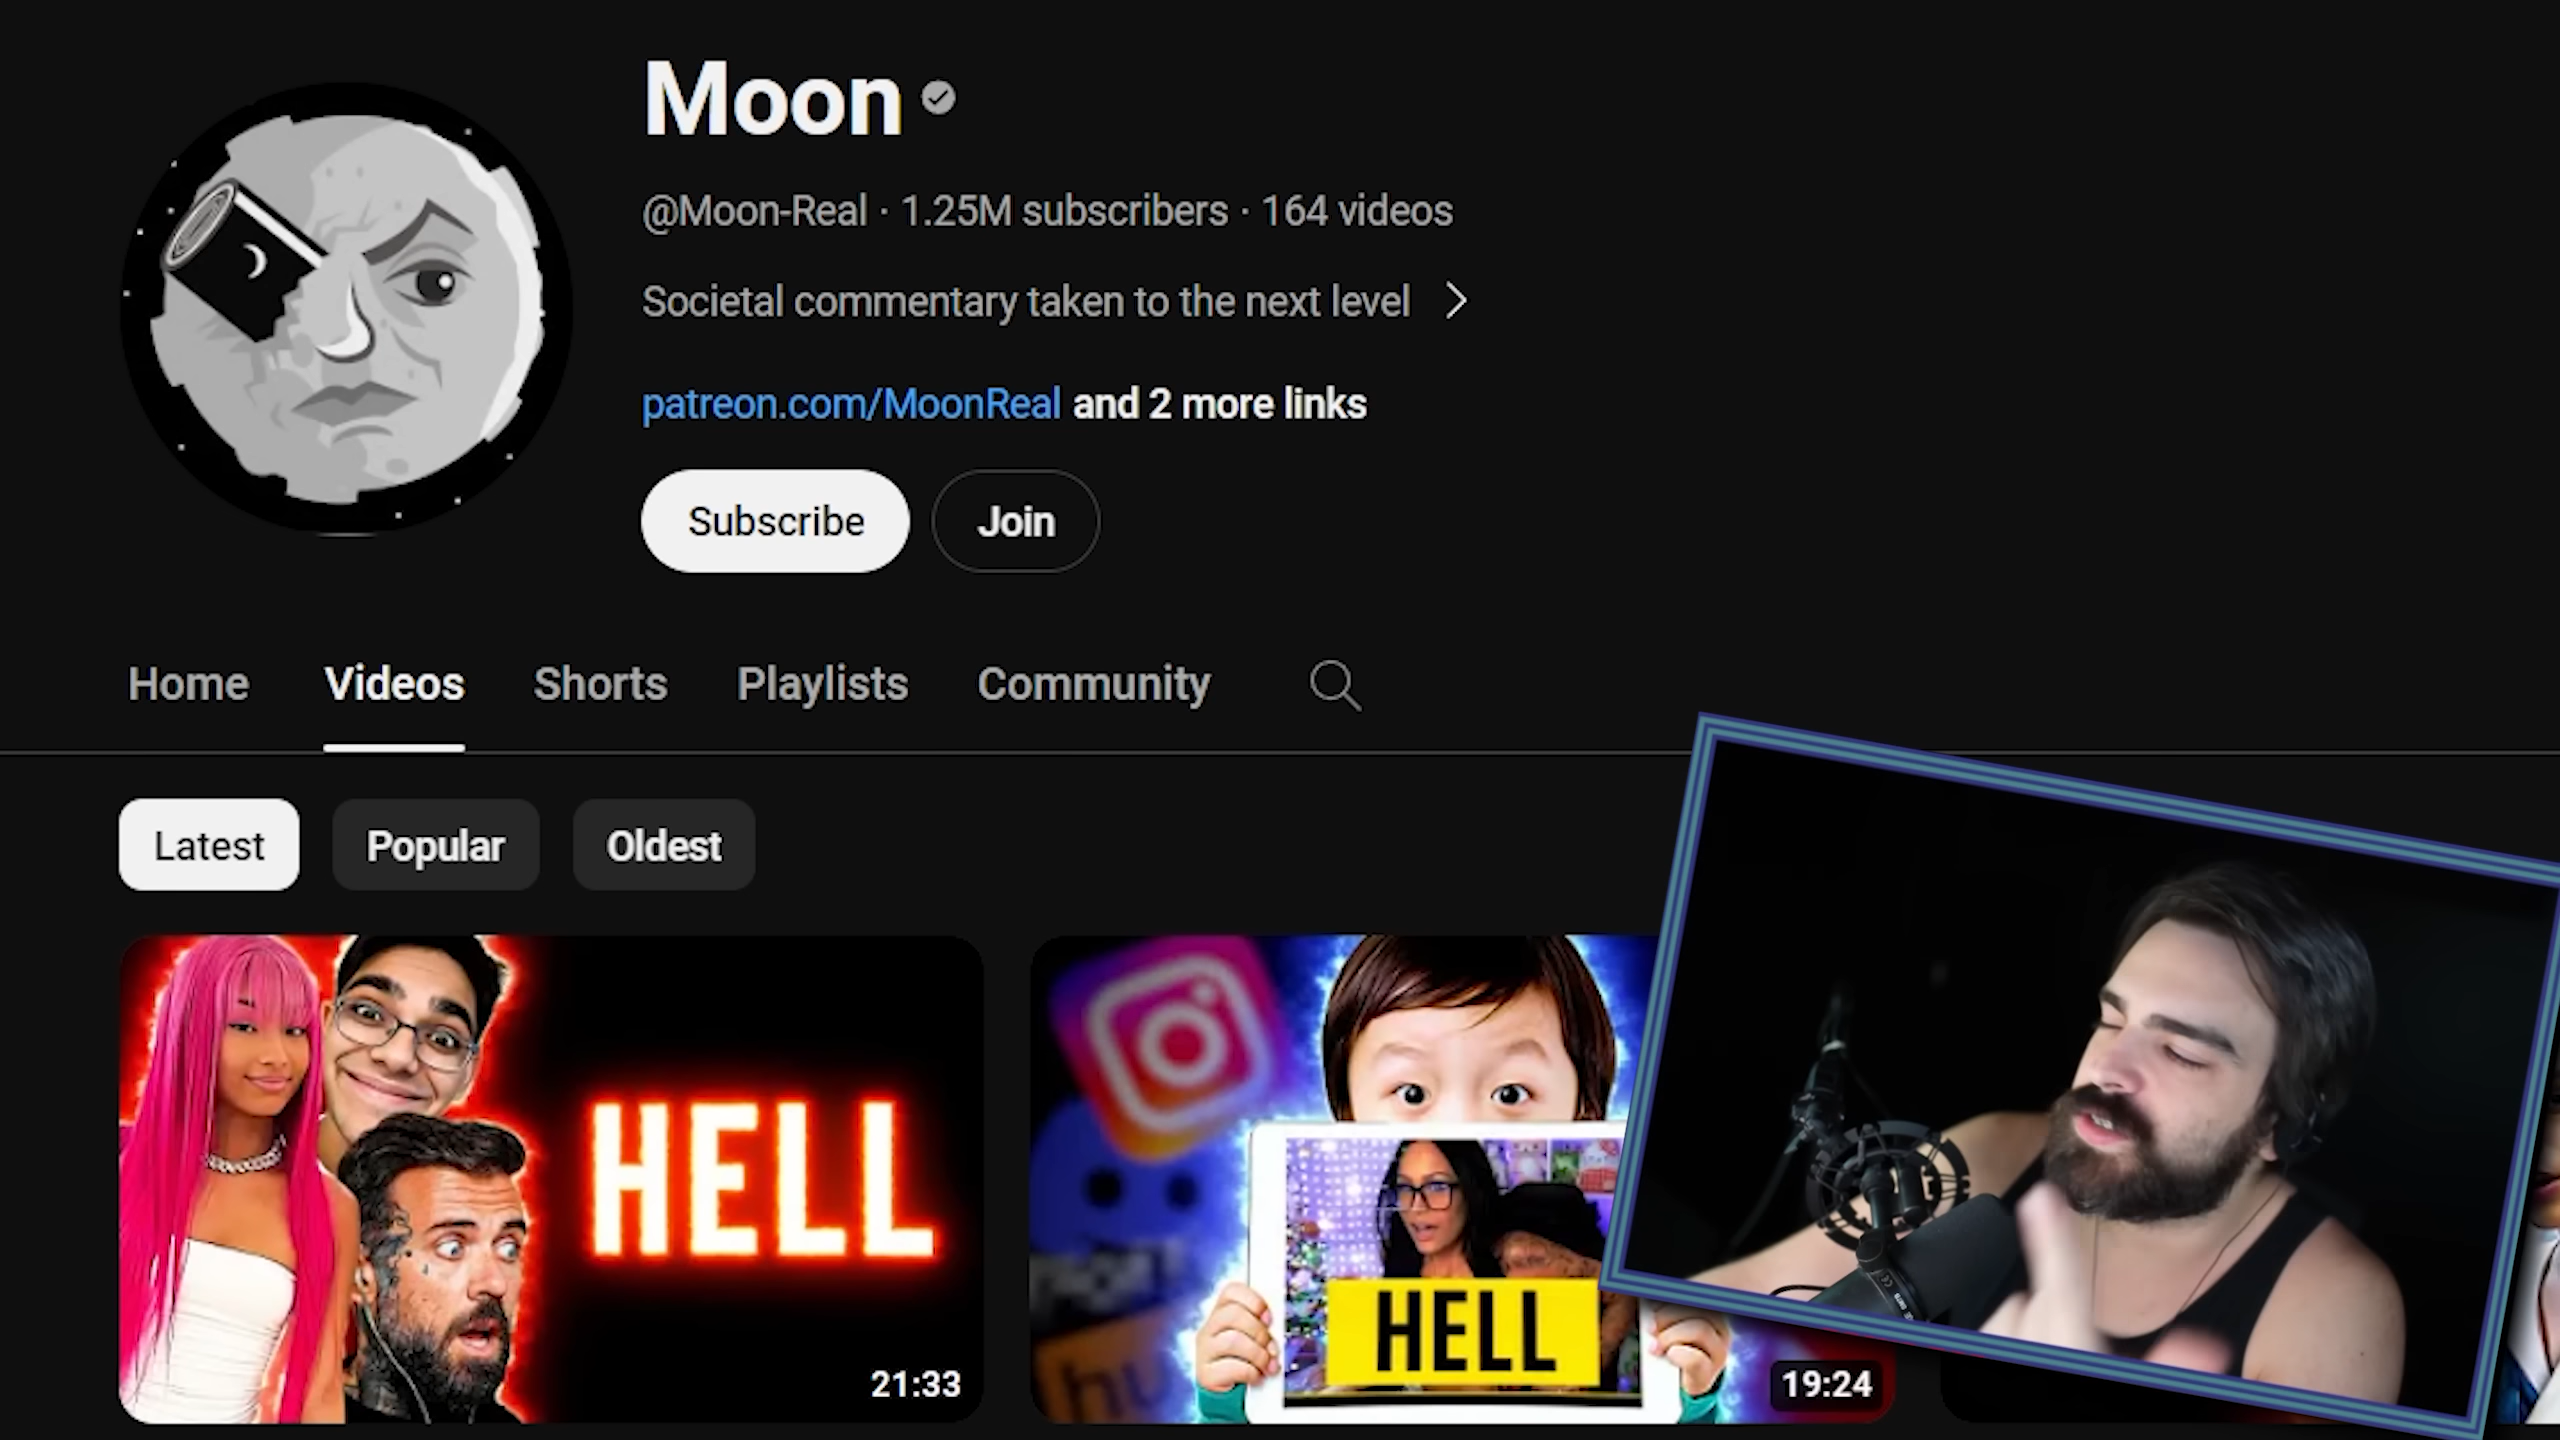 Moon
@Moon-Real · 1.25M subscribers · 164 videos
Societal commentary taken to the next level
patreon.com/MoonReal and 2 more links
Subscribe
Join
Home
Videos
Shorts
Playlists
Community
Latest
Popular
Oldest
HELL
21:33
HELL
19:24